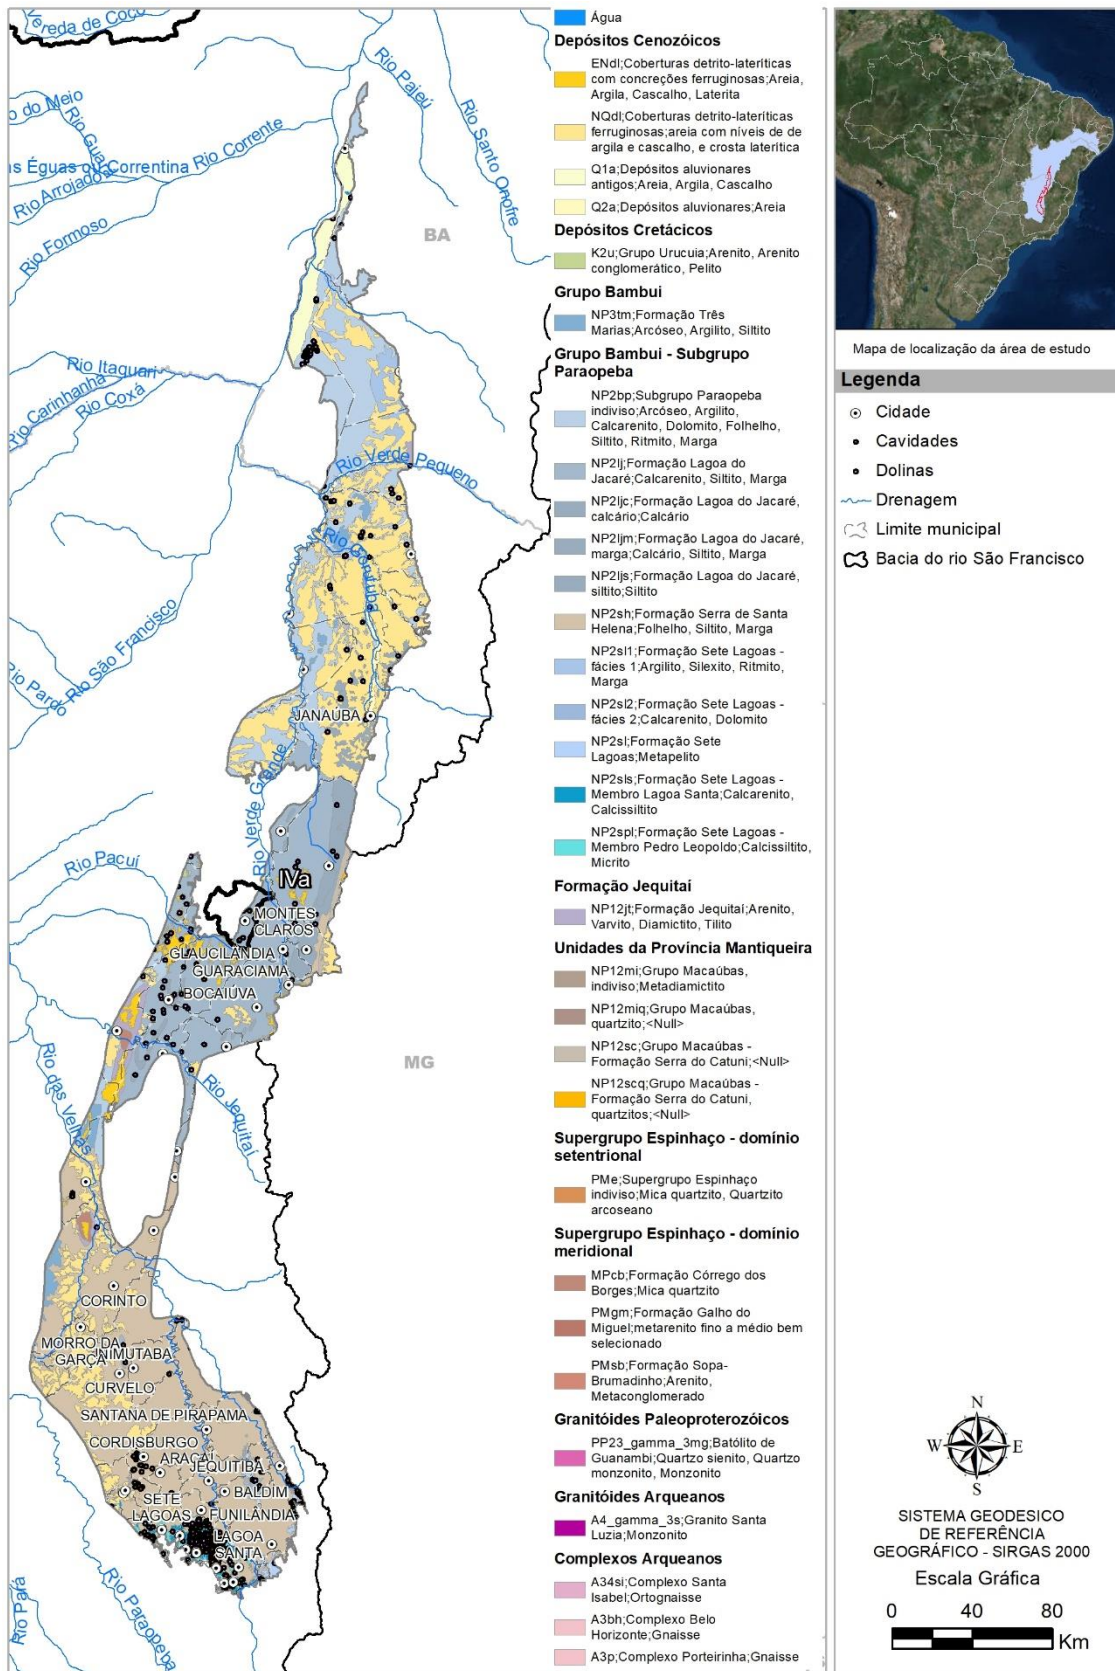 Vereda de Coco
Rio Pajeú
Rio Santo Onofre
o do Meio
Rio Gua
Rio Corrente
Rio Arrojado
Rio Formoso
BA
Rio Itaquari
Rio Carinhanha
Rio Coxá
Rio Verde Pequeno
Rio Gorutuba
Rio São Francisco
Rio Pardo
JANAÚBA
Rio Verde Grande
Rio Pacuí
IVa
MONTES
CLAROS
GLAUCILÂNDIA
GUARACIAMA
BOCAIÚVA
MG
Rio das Velhas
Rio Jequitaí
CORINTO
MORRO DA
GARÇA
INIMUTABA
CURVELO
SANTANA DE PIRAPAMA
CORDISBURGO
ARAÇAÍ
JEQUITIBÁ
BALDIM
SETE
LAGOAS
FUNILÂNDIA
LAGOA
SANTA
Rio Pará
Rio Paraopeba
Água
Depósitos Cenozóicos
ENdl;Coberturas detrito-lateríticas
com concreções ferruginosas;Areia,
Argila, Cascalho, Laterita
NQdl;Coberturas detrito-lateríticas
ferruginosas;areia com níveis de de
argila e cascalho, e crosta laterítica
Q1a;Depósitos aluvionares
antigos;Areia, Argila, Cascalho
Q2a;Depósitos aluvionares;Areia
Depósitos Cretácicos
K2u;Grupo Urucuia;Arenito, Arenito
conglomerático, Pelito
Grupo Bambui
NP3tm;Formação Três
Marias;Arcóseo, Argilito, Siltito
Grupo Bambui - Subgrupo
Paraopeba
NP2bp;Subgrupo Paraopeba
indiviso;Arcóseo, Argilito,
Calcarenito, Dolomito, Folhelho,
Siltito, Ritmito, Marga
NP2lj;Formação Lagoa do
Jacaré;Calcarenito, Siltito, Marga
NP2ljc;Formação Lagoa do Jacaré,
calcário;Calcário
NP2ljm;Formação Lagoa do Jacaré,
marga;Calcário, Siltito, Marga
NP2ljs;Formação Lagoa do Jacaré,
siltito;Siltito
NP2sh;Formação Serra de Santa
Helena;Folhelho, Siltito, Marga
NP2sl1;Formação Sete Lagoas -
fácies 1;Argilito, Silexito, Ritmito,
Marga
NP2sl2;Formação Sete Lagoas -
fácies 2;Calcarenito, Dolomito
NP2sl;Formação Sete
Lagoas;Metapelito
NP2sls;Formação Sete Lagoas -
Membro Lagoa Santa;Calcarenito,
Calcissiltito
NP2spl;Formação Sete Lagoas -
Membro Pedro Leopoldo;Calcissiltito,
Micrito
Formação Jequitaí
NP12jt;Formação Jequitaí;Arenito,
Varvito, Diamictito, Tilito
Unidades da Província Mantiqueira
NP12mi;Grupo Macaúbas,
indiviso;Metadiamictito
NP12miq;Grupo Macaúbas,
quartzito;<Null>
NP12sc;Grupo Macaúbas -
Formação Serra do Catuni;<Null>
NP12scq;Grupo Macaúbas -
Formação Serra do Catuni,
quartzitos;<Null>
Supergrupo Espinhaço - domínio
setentrional
PMe;Supergrupo Espinhaço
indiviso;Mica quartzito, Quartzito
arcoseano
Supergrupo Espinhaço - domínio
meridional
MPcb;Formação Córrego dos
Borges;Mica quartzito
PMgm;Formação Galho do
Miguel;metarenito fino a médio bem
selecionado
PMsb;Formação Sopa-
Brumadinho;Arenito,
Metaconglomerado
Granitóides Paleoproterozóicos
PP23_gamma_3mg;Batólito de
Guanambi;Quartzo sienito, Quartzo
monzonito, Monzonito
Granitóides Arqueanos
A4_gamma_3s;Granito Santa
Luzia;Monzonito
Complexos Arqueanos
A34si;Complexo Santa
Isabel;Ortognaisse
A3bh;Complexo Belo
Horizonte;Gnaisse
A3p;Complexo Porteirinha;Gnaisse
Mapa de localização da área de estudo
Legenda
Cidade
Cavidades
Dolinas
Drenagem
Limite municipal
Bacia do rio São Francisco
N
W E
S
SISTEMA GEODESICO
DE REFERÊNCIA
GEOGRÁFICO - SIRGAS 2000
Escala Gráfica
0 40 80
Km